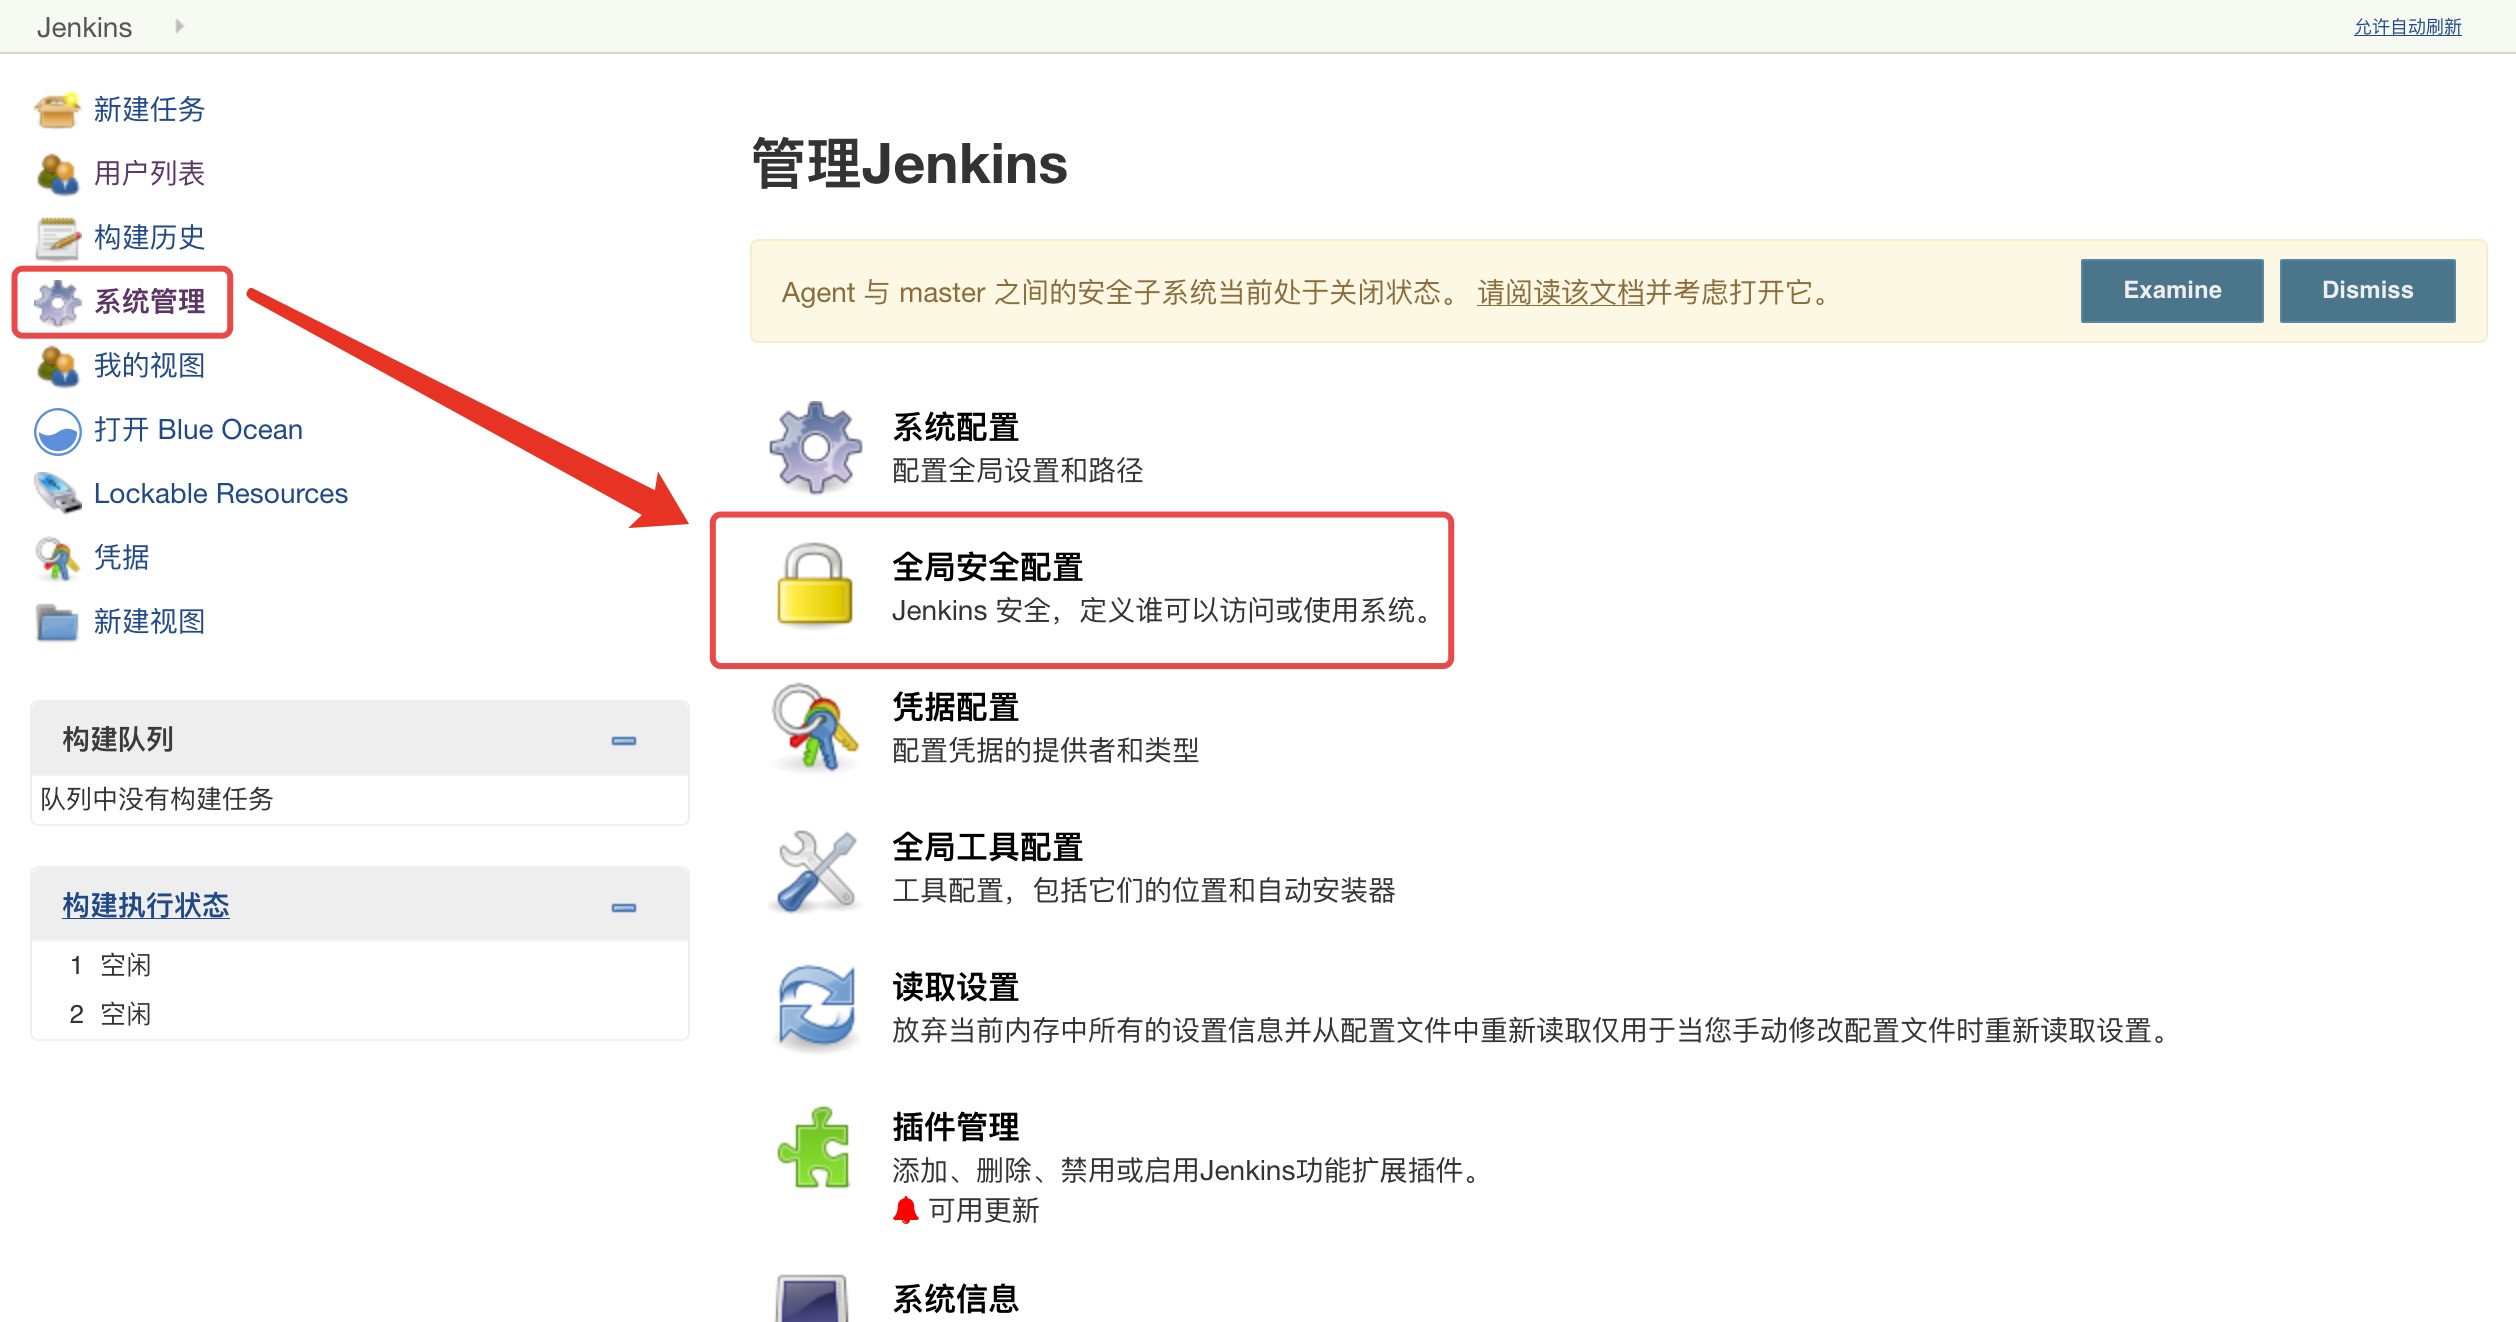 Jenkins
允许自动刷新
新建任务
用户列表
构建历史
系统管理
我的视图
打开 Blue Ocean
Lockable Resources
凭据
新建视图
构建队列
队列中没有构建任务
构建执行状态
1 空闲
2 空闲
管理Jenkins
Agent 与 master 之间的安全子系统当前处于关闭状态。 请阅读该文档并考虑打开它。
Examine
Dismiss
系统配置
配置全局设置和路径
全局安全配置
Jenkins 安全，定义谁可以访问或使用系统。
凭据配置
配置凭据的提供者和类型
全局工具配置
工具配置，包括它们的位置和自动安装器
读取设置
放弃当前内存中所有的设置信息并从配置文件中重新读取仅用于当您手动修改配置文件时重新读取设置。
插件管理
添加、删除、禁用或启用Jenkins功能扩展插件。
可用更新
系统信息